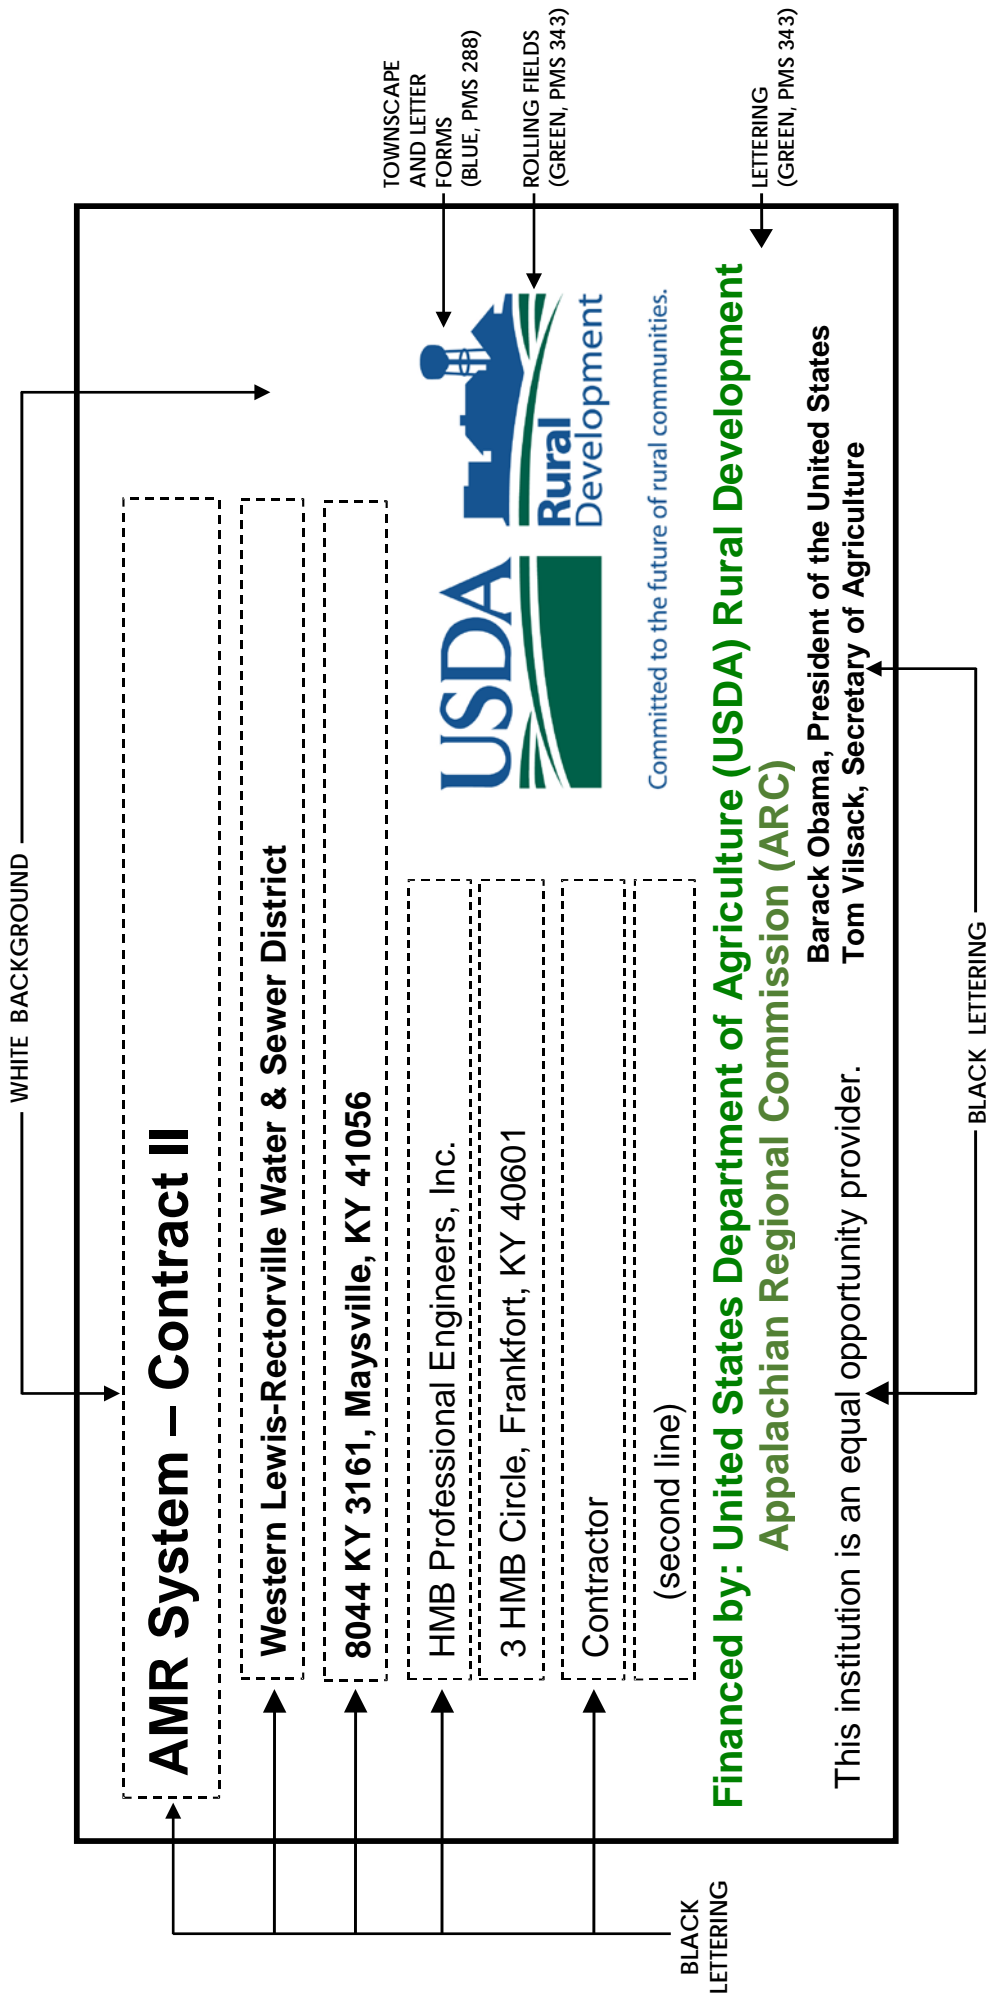 WHITE BACKGROUND
AMR System – Contract II
Western Lewis-Rectorville Water & Sewer District
8044 KY 3161, Maysville, KY 41056
HMB Professional Engineers, Inc.
3 HMB Circle, Frankfort, KY 40601
Contractor
(second line)
BLACK
LETTERING
USDA
Rural
Development
Committed to the future of rural communities.
TOWNSCAPE
AND LETTER
FORMS
(BLUE, PMS 288)
ROLLING FIELDS
(GREEN, PMS 343)
LETTERING
(GREEN, PMS 343)
Financed by: United States Department of Agriculture (USDA) Rural Development
Appalachian Regional Commission (ARC)
Barack Obama, President of the United States
Tom Vilsack, Secretary of Agriculture
This institution is an equal opportunity provider.
BLACK LETTERING